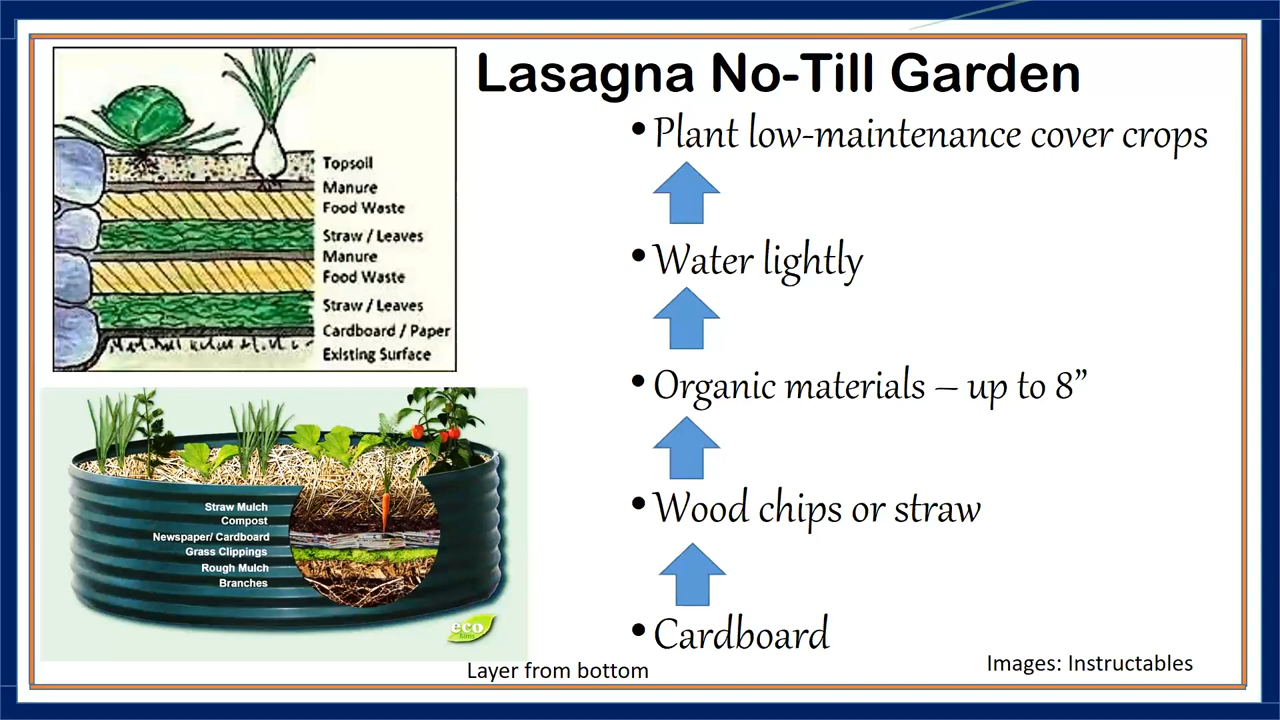 Lasagna No-Till Garden
Topsoil
Manure
Food Waste
Straw / Leaves
Manure
Food Waste
Straw / Leaves
Cardboard / Paper
Existing Surface
Straw Mulch
Compost
Newspaper/ Cardboard
Grass Clippings
Rough Mulch
Branches
eco
films
• Plant low-maintenance cover crops
• Water lightly
• Organic materials – up to 8”
• Wood chips or straw
• Cardboard
Layer from bottom
Images: Instructables